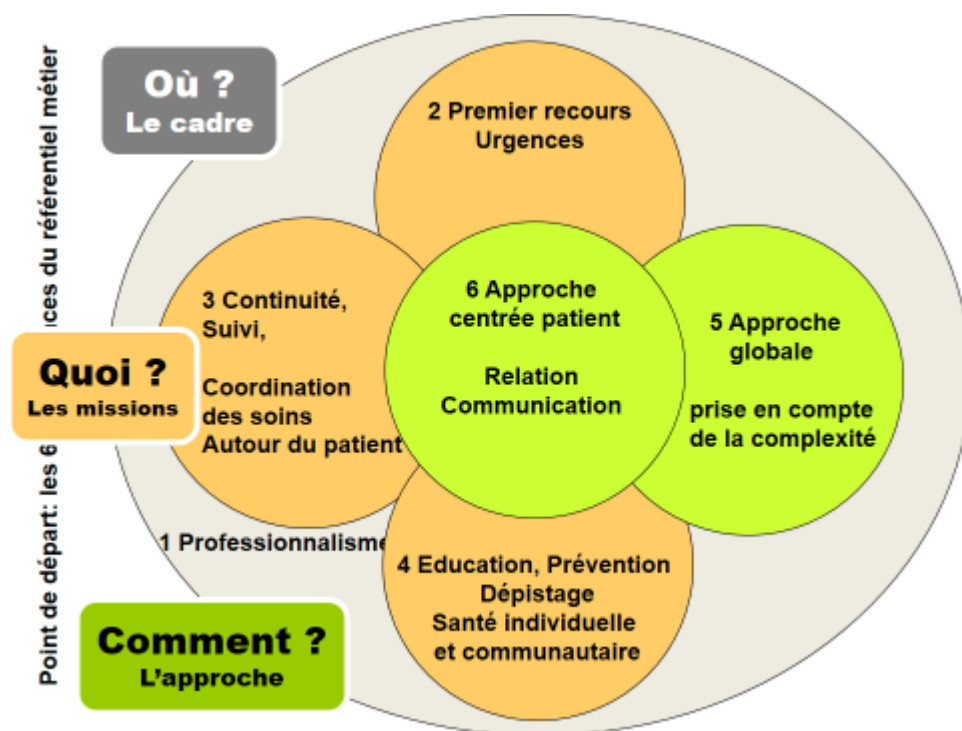 Point de départ: les 6 nces du référentiel métier
Où ?
Le cadre
2 Premier recours
Urgences
3 Continuité,
Suivi,
Coordination
des soins
Autour du patient
6 Approche
centrée patient
Relation
Communication
5 Approche
globale
prise en compte
de la complexité
Quoi ?
Les missions
1 Professionnalisme
4 Education, Prévention
Dépistage
Santé individuelle
et communautaire
Comment ?
L'approche